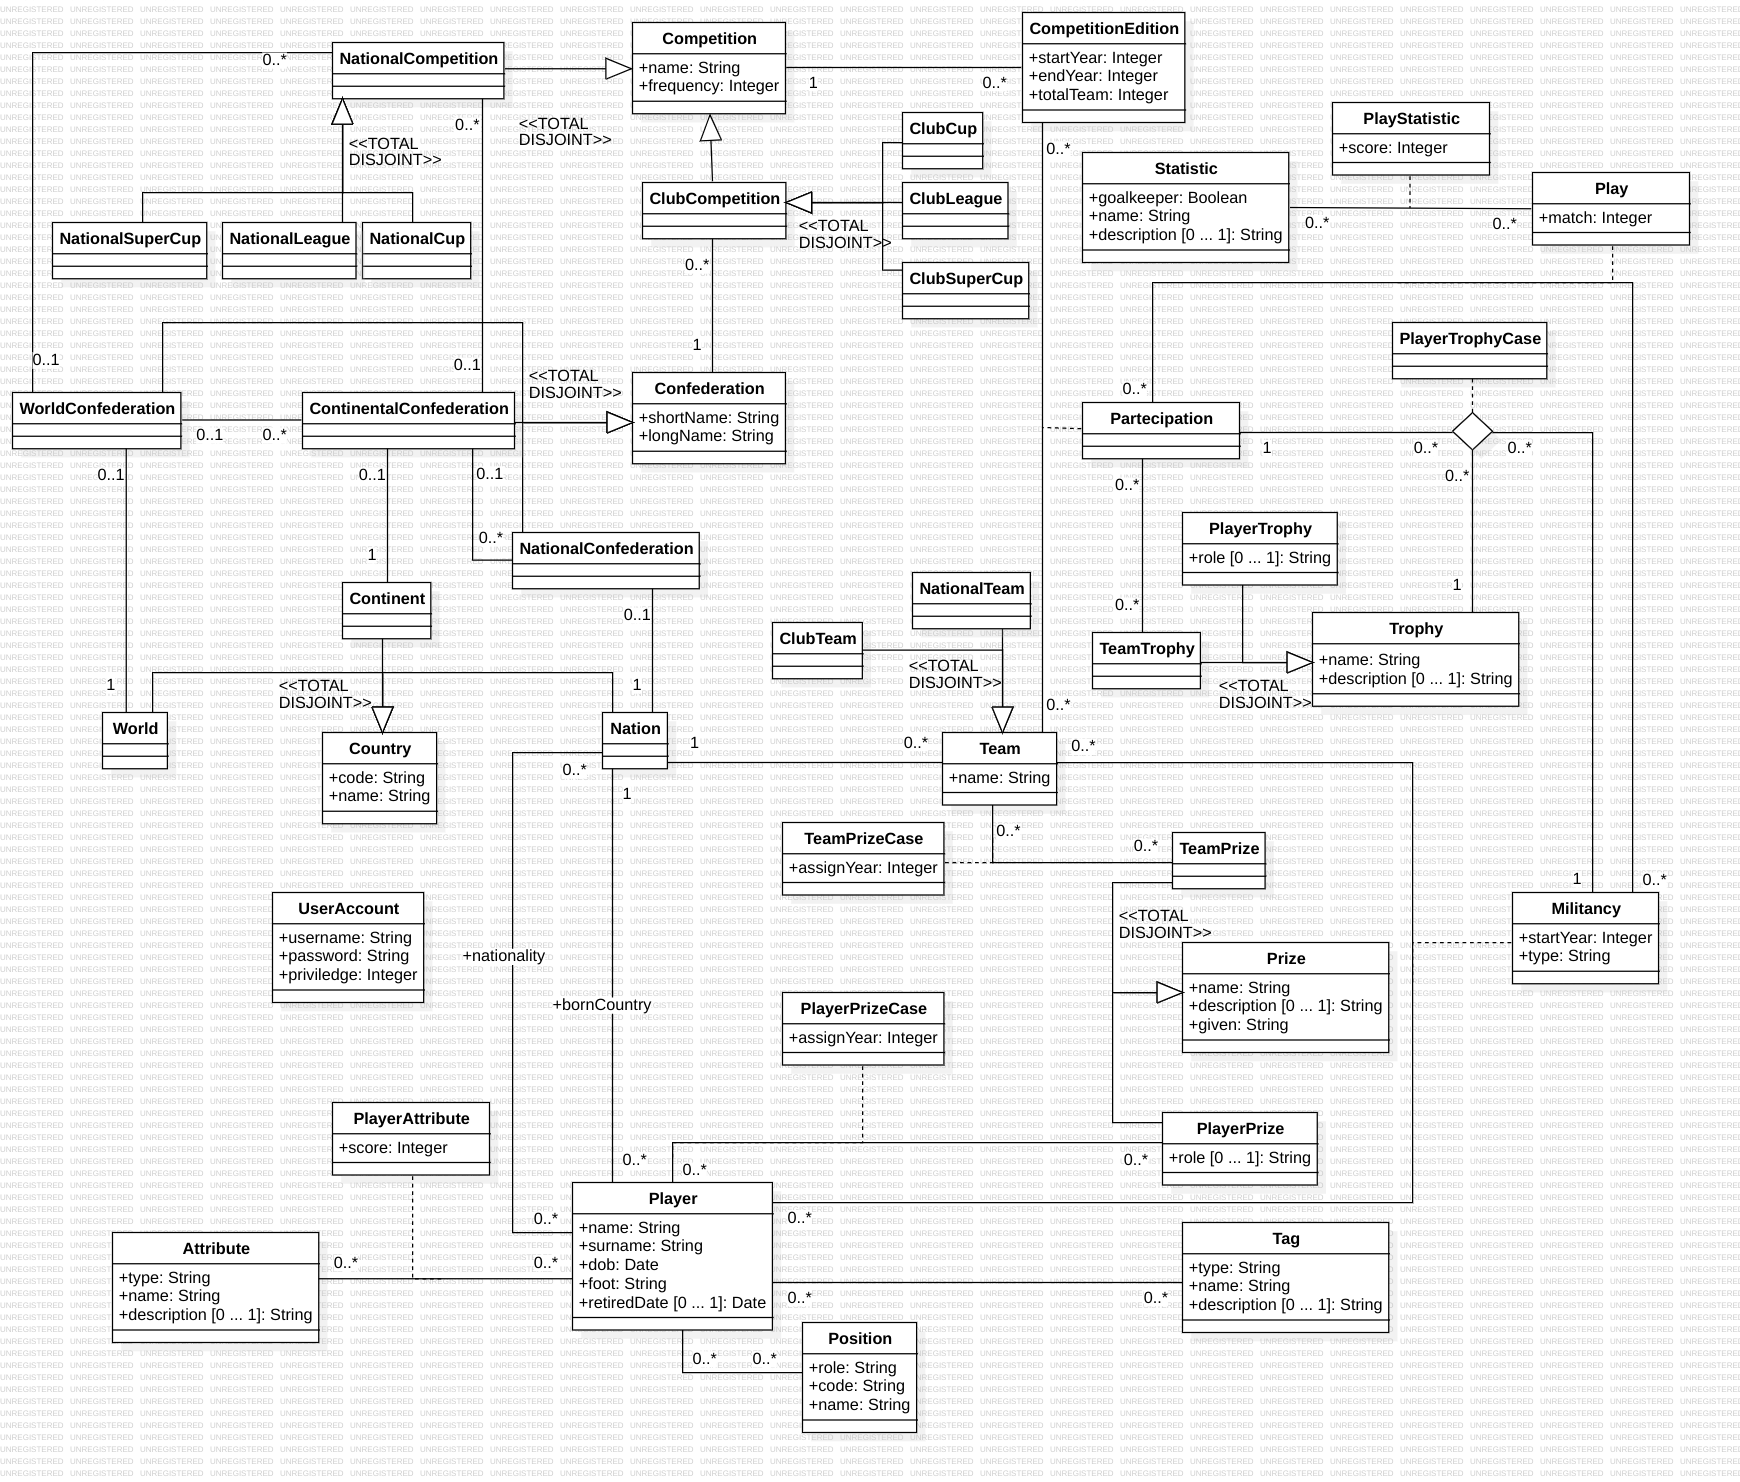 NationalCompetition
0..*
0..*
Competition
+name: String
+frequency: Integer
1
0..*
CompetitionEdition
+startYear: Integer
+endYear: Integer
+totalTeam: Integer
0..*
<<TOTAL
DISJOINT>>
<<TOTAL
DISJOINT>>
NationalSuperCup
NationalLeague
NationalCup
ClubCompetition
0..*
1
<<TOTAL
DISJOINT>>
ClubCup
ClubLeague
ClubSuperCup
Statistic
+goalkeeper: Boolean
+name: String
+description [0 ... 1]: String
0..*
0..*
PlayStatistic
+score: Integer
Play
+match: Integer
0..1
0..1
WorldConfederation
0..1
0..*
ContinentalConfederation
<<TOTAL
DISJOINT>>
Confederation
+shortName: String
+longName: String
0..1
0..1
0..1
0..*
NationalConfederation
0..1
1
Continent
1
1
World
<<TOTAL
DISJOINT>>
Country
+code: String
+name: String
Nation
0..*
1
1
0..*
0..*
Partecipation
1
0..*
0..*
0..*
0..*
PlayerTrophyCase
PlayerTrophy
+role [0 ... 1]: String
1
0..*
TeamTrophy
<<TOTAL
DISJOINT>>
Trophy
+name: String
+description [0 ... 1]: String
NationalTeam
ClubTeam
<<TOTAL
DISJOINT>>
0..*
Team
+name: String
0..*
0..*
TeamPrizeCase
+assignYear: Integer
0..*
TeamPrize
1
0..*
Militancy
+startYear: Integer
+type: String
<<TOTAL
DISJOINT>>
Prize
+name: String
+description [0 ... 1]: String
+given: String
UserAccount
+username: String
+password: String
+priviledge: Integer
+nationality
+bornCountry
PlayerPrizeCase
+assignYear: Integer
PlayerPrize
+role [0 ... 1]: String
PlayerAttribute
+score: Integer
0..*
0..*
0..*
0..*
0..*
Player
+name: String
+surname: String
+dob: Date
+foot: String
+retiredDate [0 ... 1]: Date
Attribute
+type: String
+name: String
+description [0 ... 1]: String
0..*
0..*
0..*
0..*
Tag
+type: String
+name: String
+description [0 ... 1]: String
0..*
0..*
Position
+role: String
+code: String
+name: String
UNREGISTERED